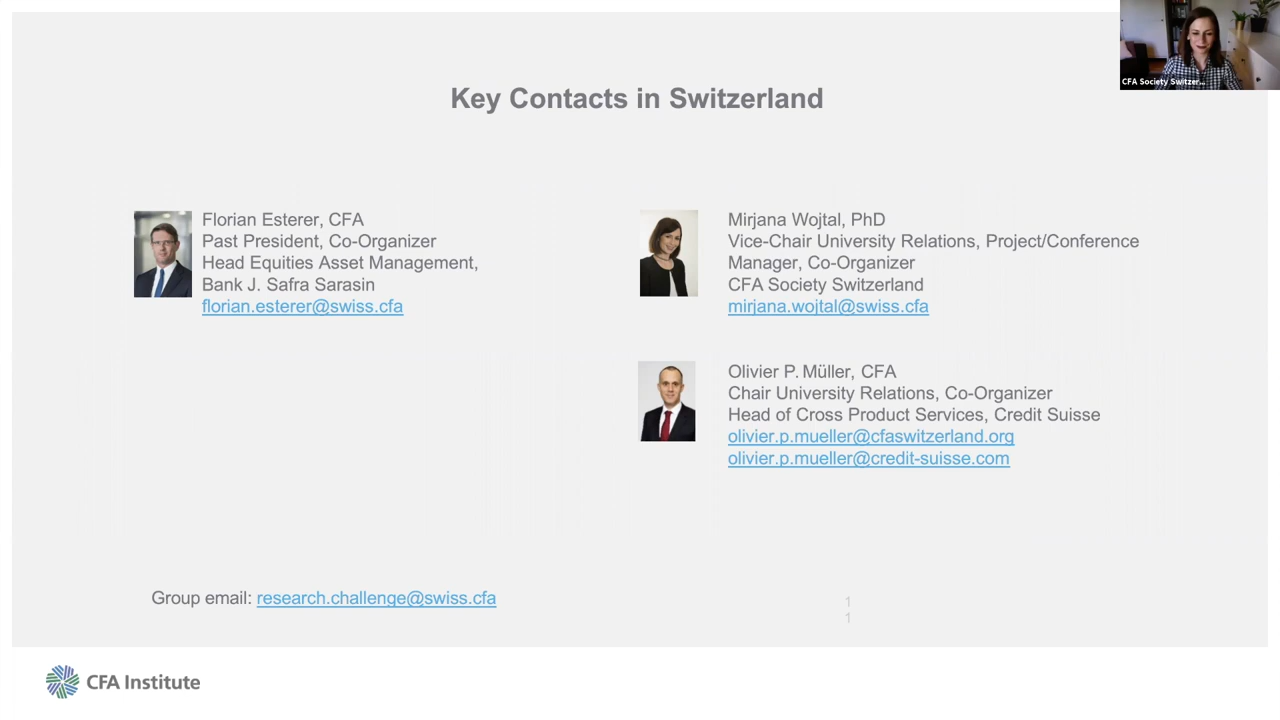 CFA Society Switzer...
Key Contacts in Switzerland
Florian Esterer, CFA
Past President, Co-Organizer
Head Equities Asset Management,
Bank J. Safra Sarasin
florian.esterer@swiss.cfa
Mirjana Wojtal, PhD
Vice-Chair University Relations, Project/Conference
Manager, Co-Organizer
CFA Society Switzerland
mirjana.wojtal@swiss.cfa
Olivier P. Müller, CFA
Chair University Relations, Co-Organizer
Head of Cross Product Services, Credit Suisse
olivier.p.mueller@cfaswitzerland.org
olivier.p.mueller@credit-suisse.com
Group email: research.challenge@swiss.cfa
1
1
CFA Institute